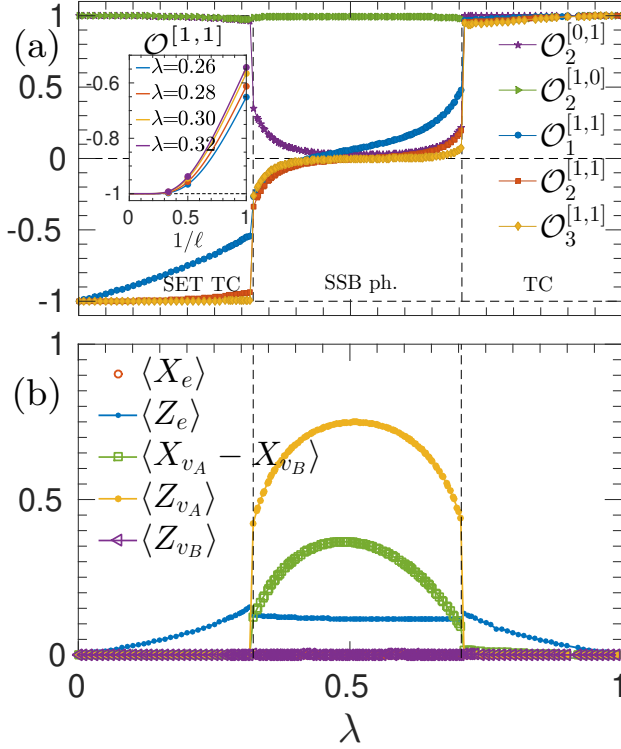 (a)
1
0.5
0
-0.5
-1
O^[1,1]
λ=0.26
λ=0.28
λ=0.30
λ=0.32
-0.6
-0.8
-1
0 0.5 1
1/ℓ
O_2^[0,1]
O_2^[1,0]
O_1^[1,1]
O_2^[1,1]
O_3^[1,1]
SET TC
SSB ph.
TC
(b)
1
0.5
0
⟨X_e⟩
⟨Z_e⟩
⟨X_{v_A} − X_{v_B}⟩
⟨Z_{v_A}⟩
⟨Z_{v_B}⟩
0 0.5 1
λ